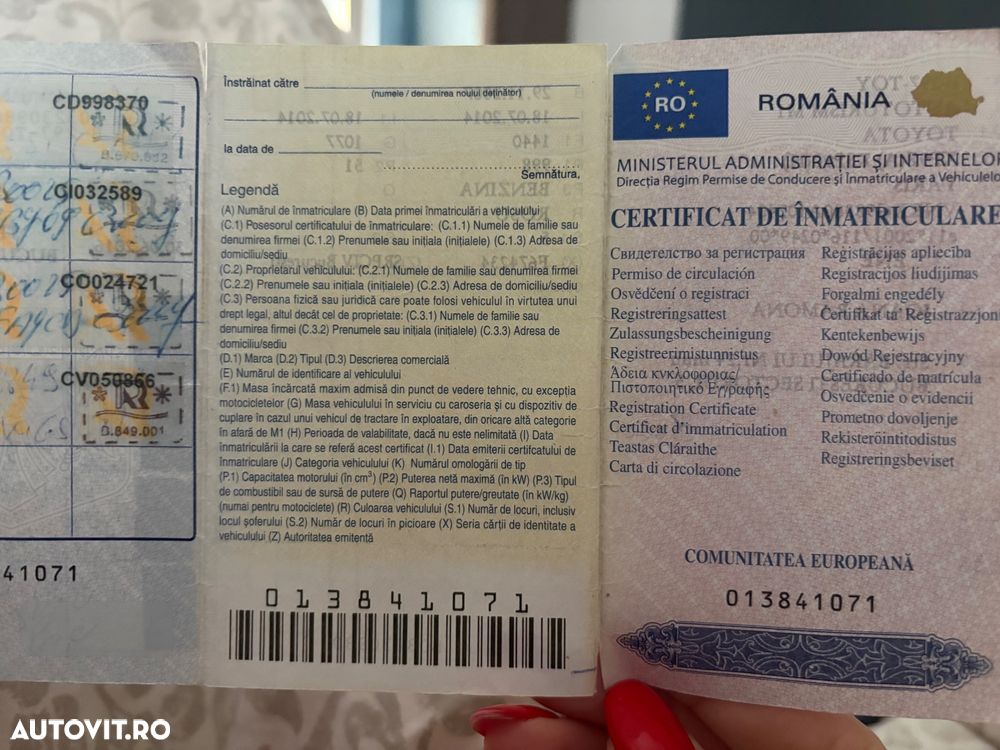 CD998370
R
B.670.662
CI032589
CO024721
CV050866
R
B.849.001
41071
Înstrăinat către
(numele / denumirea noului deținător)
la data de
Semnătura,
Legendă
(A) Numărul de înmatriculare (B) Data primei înmatriculări a vehiculului
(C.1) Posesorul certificatului de înmatriculare: (C.1.1) Numele de familie sau
denumirea firmei (C.1.2) Prenumele sau inițiala (inițialele) (C.1.3) Adresa de
domiciliu/sediu
(C.2) Proprietarul vehiculului. (C.2.1) Numele de familie sau denumirea firmei
(C.2.2) Prenumele sau inițiala (inițialele) (C.2.3) Adresa de domiciliu/sediu
(C.3) Persoana fizică sau juridică care poate folosi vehiculul în virtutea unui
drept legal, altul decât cel de proprietate: (C.3.1) Numele de familie sau
denumirea firmei (C.3.2) Prenumele sau inițiala (inițialele) (C.3.3) Adresa de
domiciliu/sediu
(D.1) Marca (D.2) Tipul (D.3) Descrierea comercială
(E) Numărul de identificare al vehiculului
(F.1) Masa încărcată maxim admisă din punct de vedere tehnic, cu excepția
motocicletelor (G) Masa vehiculului în serviciu cu caroseria și cu dispozitiv de
cuplare în cazul unui vehicul de tractare în exploatare, din oricare altă categorie
în afară de M1 (H) Perioada de valabilitate, dacă nu este nelimitată (I) Data
înmatriculării la care se referă acest certificat (I.1) Data emiterii certifcatului de
înmatriculare (J) Categoria vehiculului (K) Numărul omologării de tip
(P.1) Capacitatea motorului (în cm³) (P.2) Puterea netă maximă (în kW) (P.3) Tipul
de combustibil sau de sursă de putere (Q) Raportul putere/greutate (în kW/kg)
(numai pentru motociclete) (R) Culoarea vehiculului (S.1) Număr de locuri, inclusiv
locul șoferului (S.2) Număr de locuri în picioare (X) Seria cărții de identitate a
vehiculului (Z) Autoritatea emitentă
013841071
RO
ROMÂNIA
MINISTERUL ADMINISTRAȚIEI ȘI INTERNELOR
Direcția Regim Permise de Conducere și Înmatriculare a Vehiculelo
CERTIFICAT DE ÎNMATRICULARE
Свидетелство за регистрация
Permiso de circulación
Osvědčení o registraci
Registreringsattest
Zulassungsbescheinigung
Registreerimistunnistus
Άδεια κυκλοφορίας/
Πιστοποιητικό Εγγραφής
Registration Certificate
Certificat d'immatriculation
Teastas Cláraithe
Carta di circolazione
Reģistrācijas apliecība
Registracijos liudijimas
Forgalmi engedély
Ċertifikat ta' Reġistrazzjoni
Kentekenbewijs
Dowód Rejestracyjny
Certificado de matrícula
Osvedčenie o evidencii
Prometno dovoljenje
Rekisteröintitodistus
Registreringsbeviset
COMUNITATEA EUROPEANĂ
013841071
AUTOVIT.RO